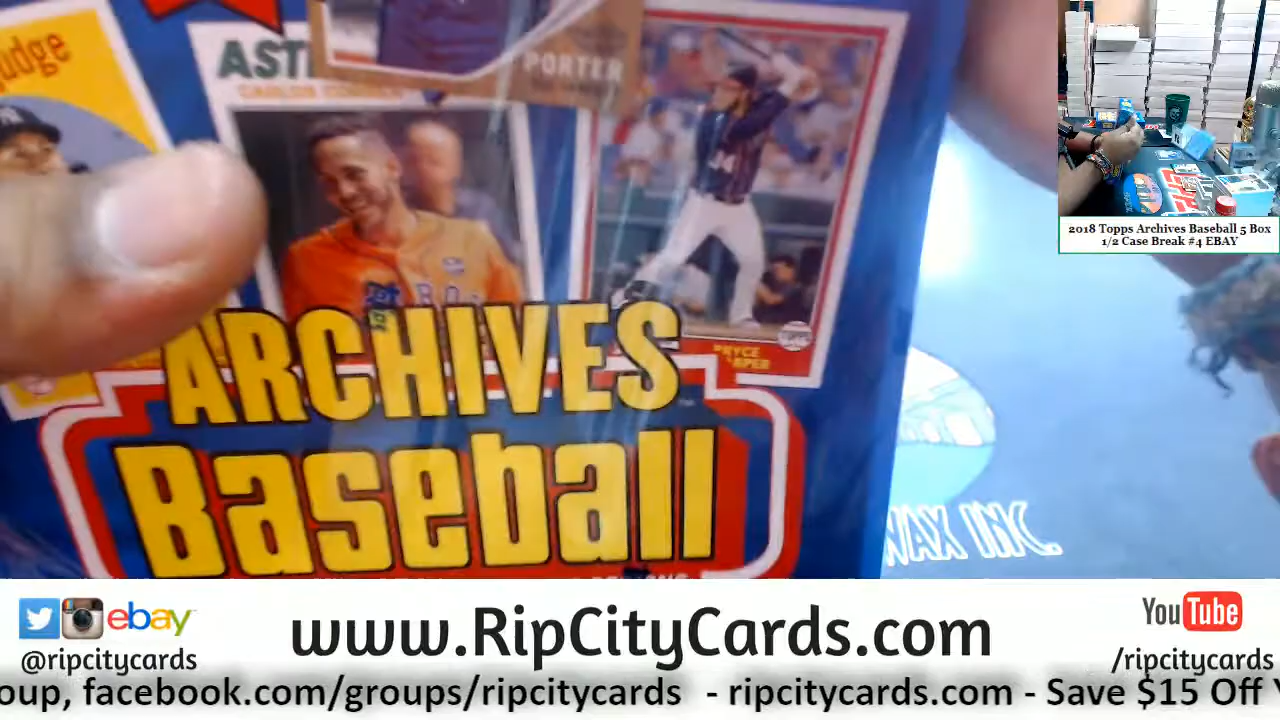 udge
PORTER
AST
34
ARCHIVES
Baseball
WAX INC.
2018 Topps Archives Baseball 5 Box
1/2 Case Break #4 EBAY
ebay
www.RipCityCards.com
YouTube
@ripcitycards
/ripcitycards
oup, facebook.com/groups/ripcitycards - ripcitycards.com - Save $15 Off Y